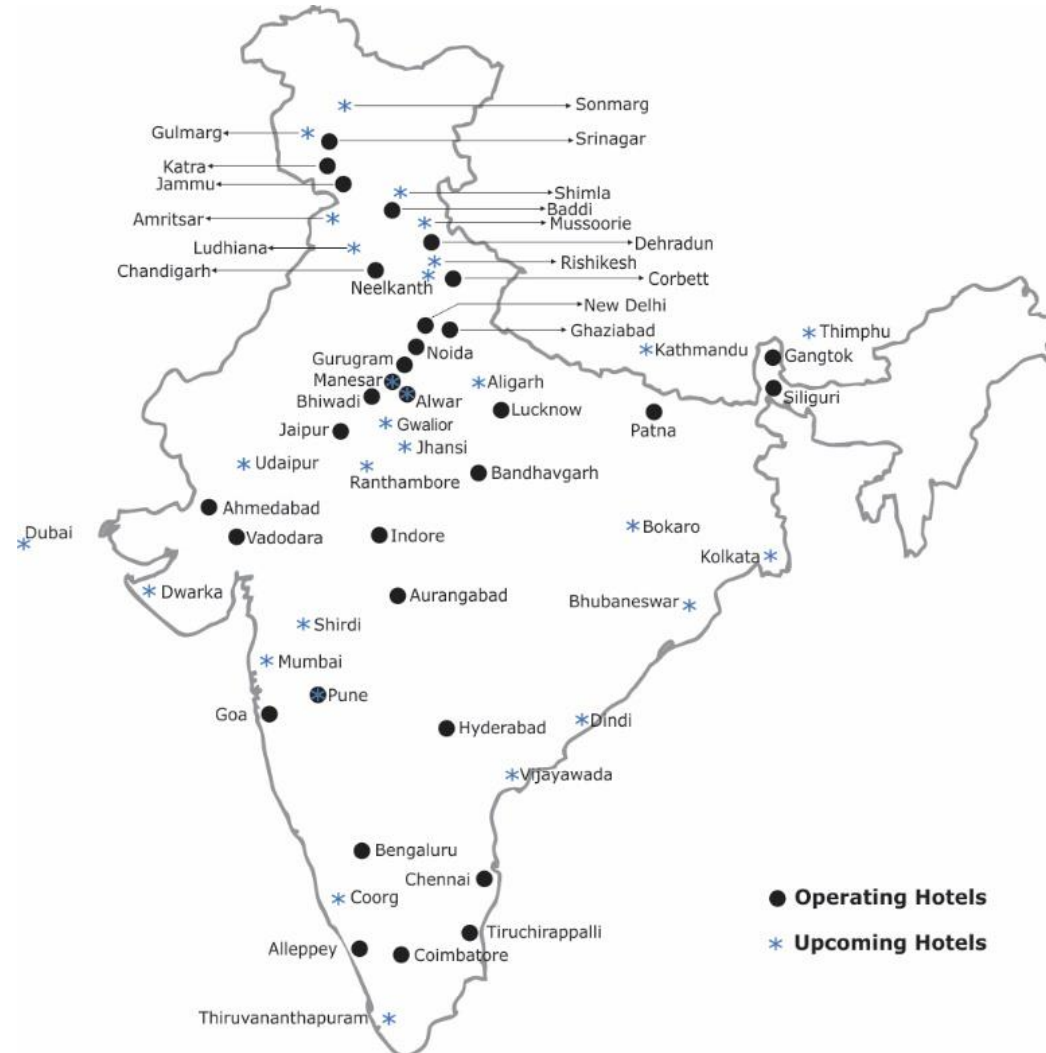 Sonmarg
Gulmarg
Srinagar
Katra
Jammu
Shimla
Baddi
Amritsar
Mussoorie
Ludhiana
Dehradun
Rishikesh
Chandigarh
Neelkanth
Corbett
New Delhi
Ghaziabad
Thimphu
Noida
Kathmandu
Gangtok
Gurugram
Manesar
Aligarh
Bhiwadi
Alwar
Siliguri
Lucknow
Gwalior
Patna
Jaipur
Jhansi
Udaipur
Ranthambore
Bandhavgarh
Ahmedabad
Dubai
Vadodara
Indore
Bokaro
Kolkata
Dwarka
Aurangabad
Bhubaneswar
Shirdi
Mumbai
Pune
Goa
Hyderabad
Dindi
Vijayawada
Bengaluru
Chennai
Coorg
Operating Hotels
Tiruchirappalli
Alleppey
Coimbatore
Upcoming Hotels
Thiruvananthapuram